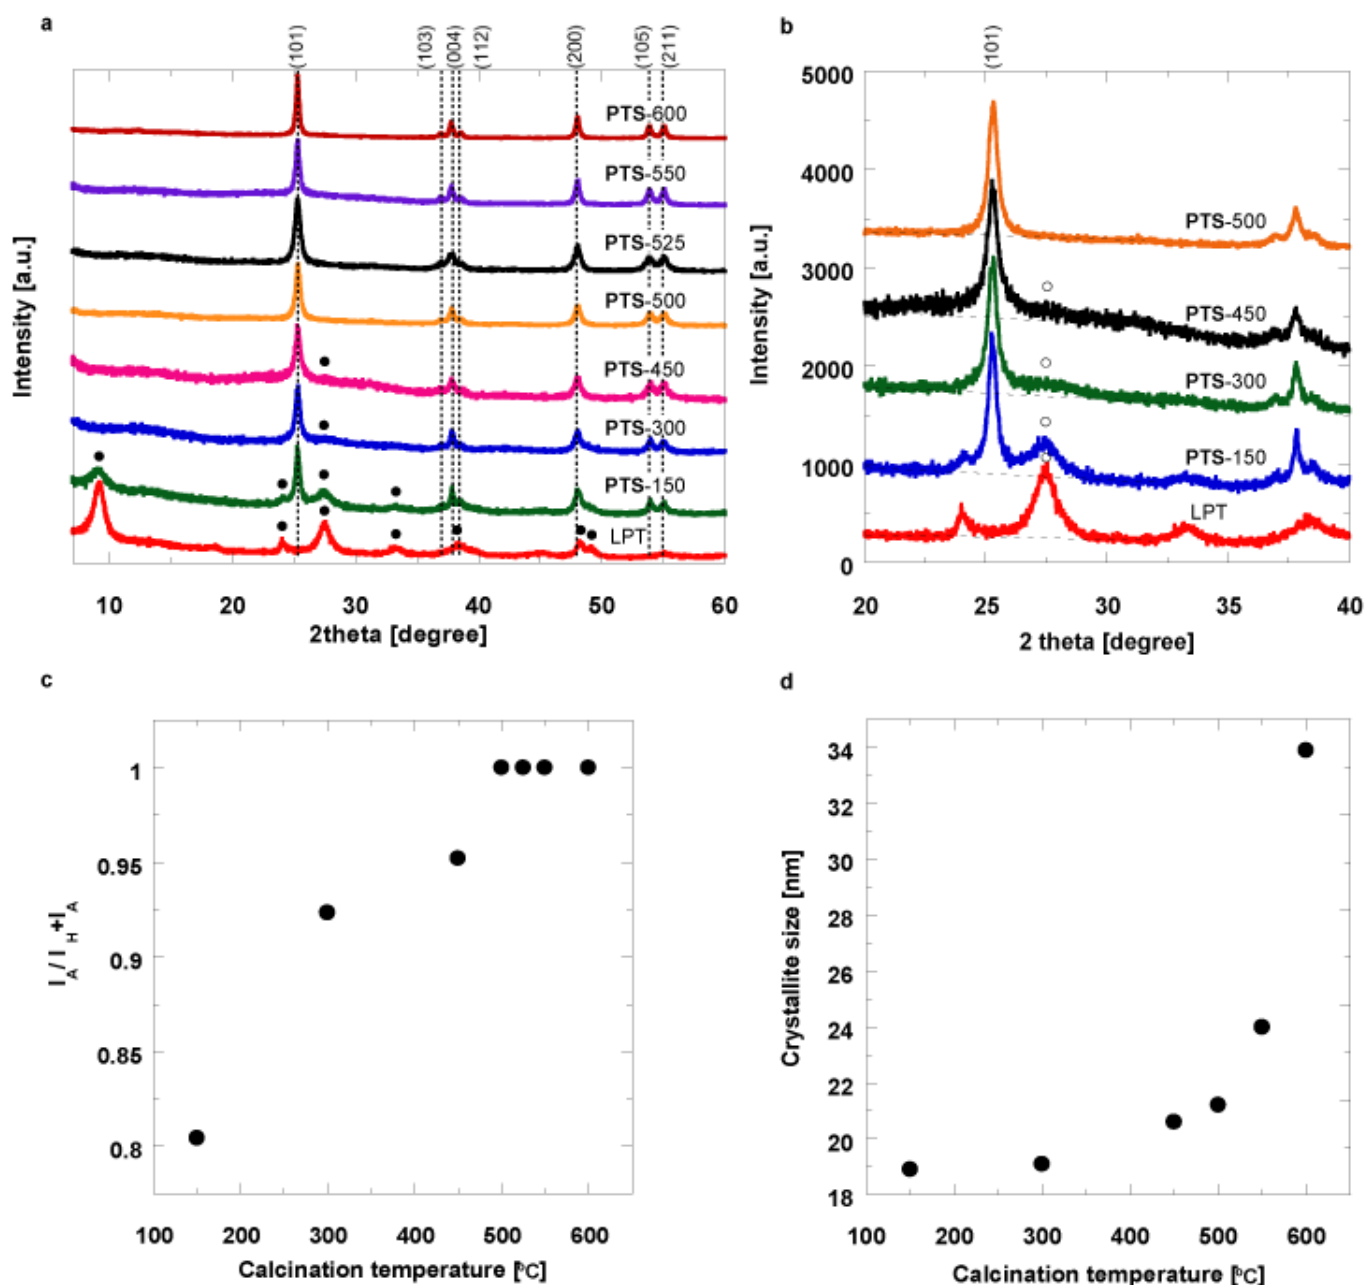 a
(101)
(103)
(004)
(112)
(200)
(105)
(211)
PTS-600
PTS-550
PTS-525
PTS-500
PTS-450
PTS-300
PTS-150
LPT
Intensity [a.u.]
10 20 30 40 50 60
2theta [degree]
b
(101)
5000
4000
3000
2000
1000
0
PTS-500
PTS-450
PTS-300
PTS-150
LPT
Intensity [a.u.]
20 25 30 35 40
2 theta [degree]
c
1
0.95
0.9
0.85
0.8
I_A/ I_H+I_A
100 200 300 400 500 600
Calcination temperature [ºC]
d
34
32
30
28
26
24
22
20
18
Crystallite size [nm]
100 200 300 400 500 600
Calcination temperature [ºC]